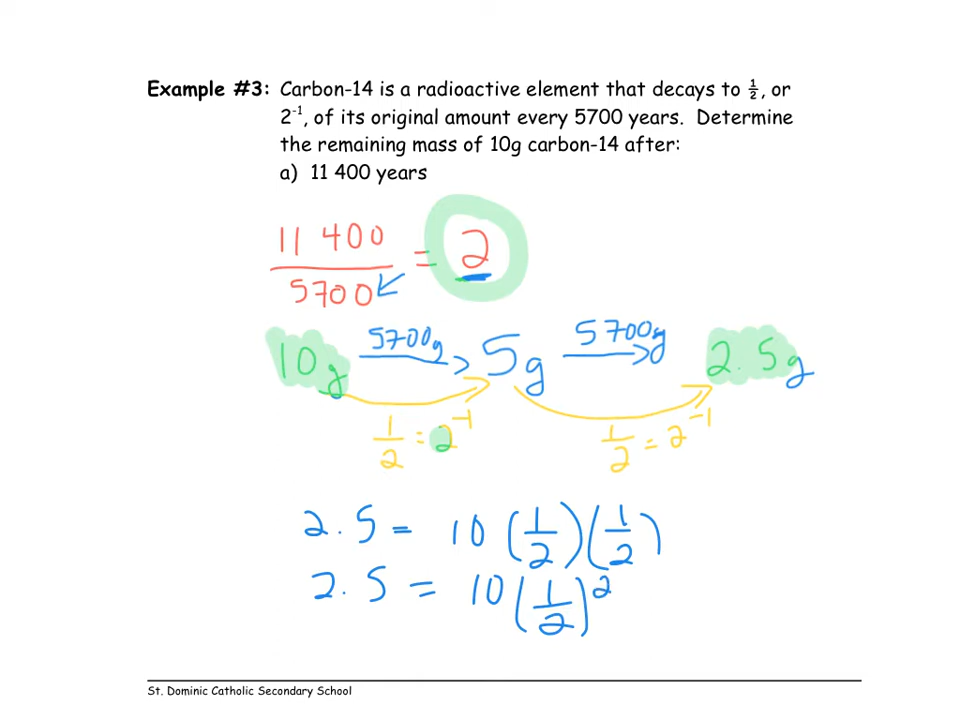 Example #3: Carbon-14 is a radioactive element that decays to 1/2, or
2⁻¹, of its original amount every 5700 years. Determine
the remaining mass of 10g carbon-14 after:
a) 11 400 years
11 400 / 5700 = 2
10g 5700g 5g 5700g 2.5g
1/2 = 2⁻¹ 1/2 = 2⁻¹
2.5 = 10 (1/2)(1/2)
2.5 = 10 (1/2)²
St. Dominic Catholic Secondary School